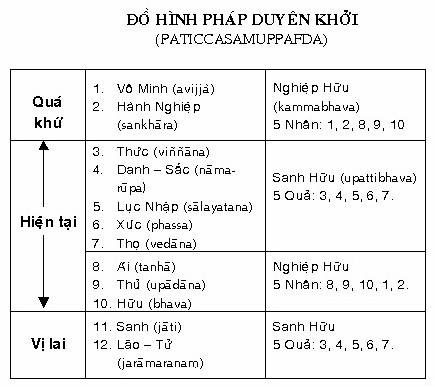 ĐỒ HÌNH PHÁP DUYÊN KHỞI
(PATICCASAMUPPAFDA)
Quá khứ
1. Vô Minh (avijjà)
2. Hành Nghiệp
(sankhāra)
Nghiệp Hữu
(kammabhava)
5 Nhân: 1, 2, 8, 9, 10
Hiện tại
3. Thức (viññāna)
4. Danh – Sắc (nāma-
rūpa)
5. Lục Nhập (sālayatana)
6. Xúc (phassa)
7. Thọ (vedāna)
Sanh Hữu (upattibhava)
5 Quả: 3, 4, 5, 6, 7.
8. Ái (tanhā)
9. Thủ (upādāna)
10. Hữu (bhava)
Nghiệp Hữu
5 Nhân: 8, 9, 10, 1, 2.
Vị lai
11. Sanh (jāti)
12. Lão – Tử
(jarāmaranam)
Sanh Hữu
5 Quả: 3, 4, 5, 6, 7.